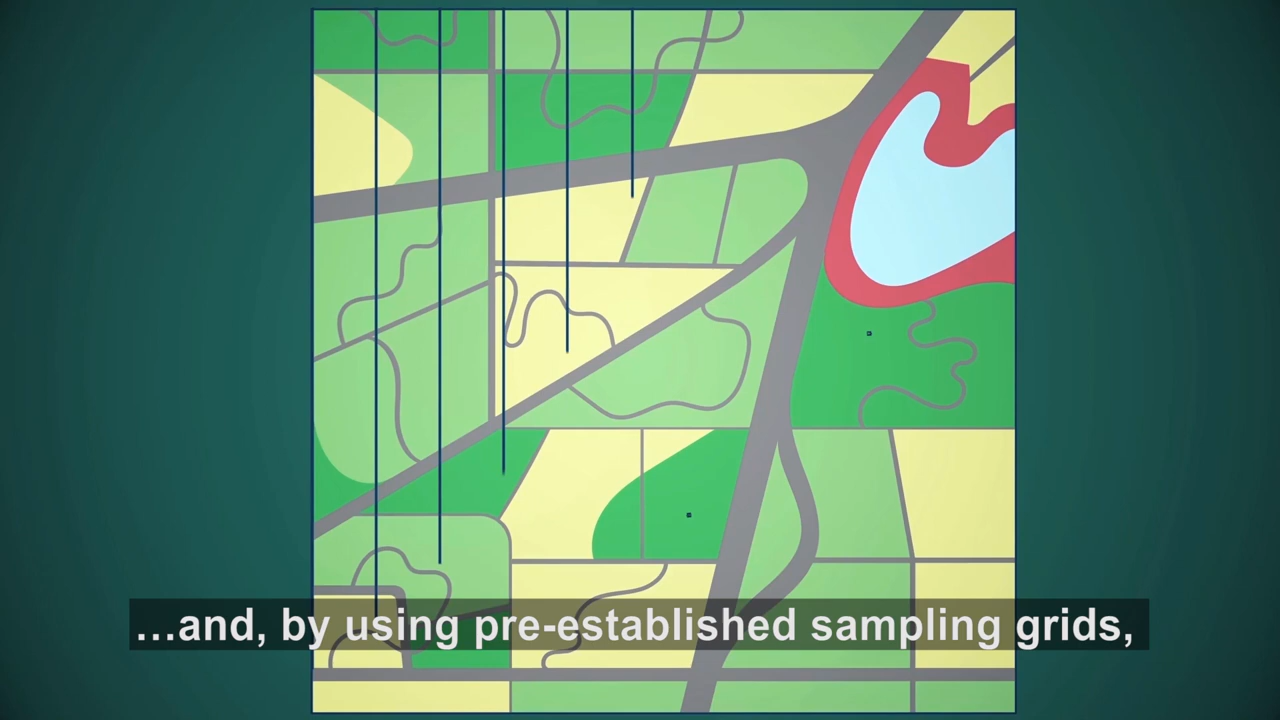 ...and, by using pre-established sampling grids,